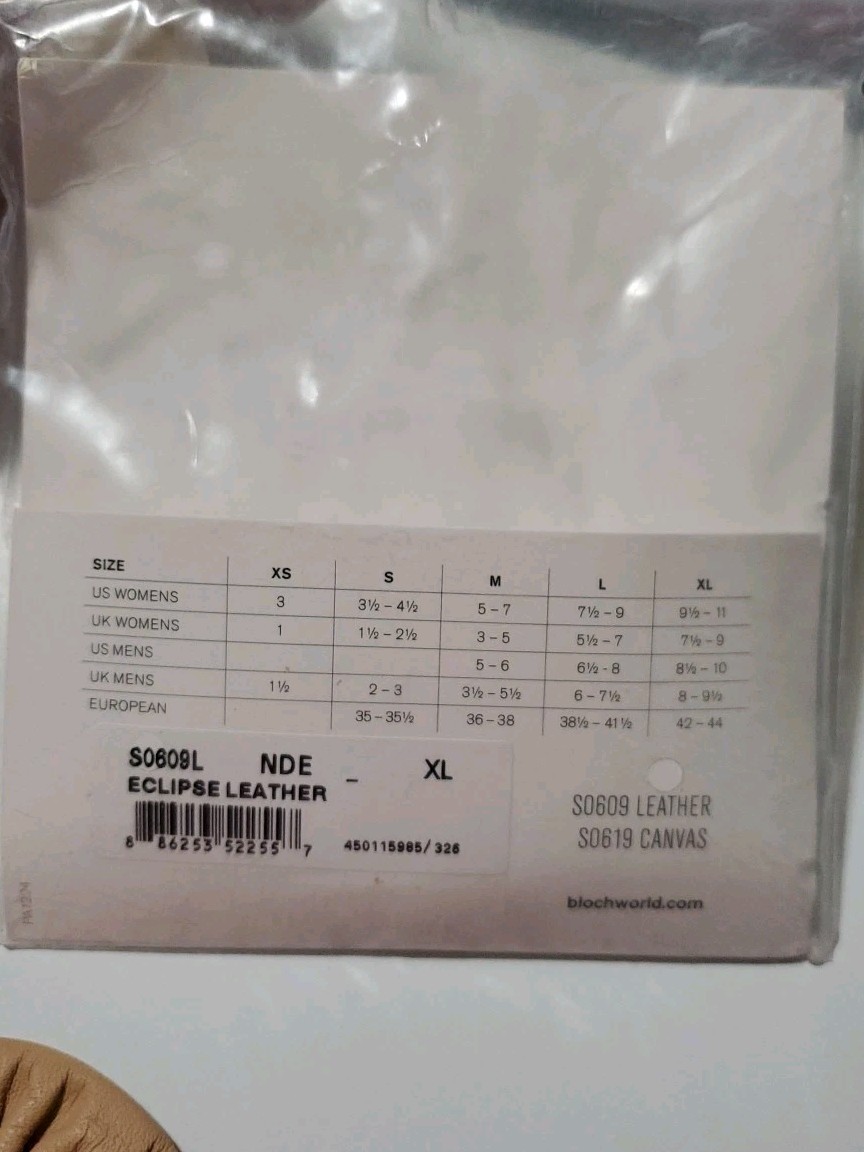 SIZE XS S M L XL
US WOMENS 3 3½ – 4½ 5 – 7 7½ – 9 9½ – 11
UK WOMENS 1 1½ – 2½ 3 – 5 5½ – 7 7½ – 9
US MENS 5 – 6 6½ - 8 8½ – 10
UK MENS 1½ 2 – 3 3½ – 5½ 6 – 7½ 8 – 9½
EUROPEAN 35 – 35½ 36 – 38 38½ – 41½ 42 – 44
S0609L NDE – XL
ECLIPSE LEATHER
8 86253 52255 7 450115985/326
S0609 LEATHER
S0619 CANVAS
blochworld.com